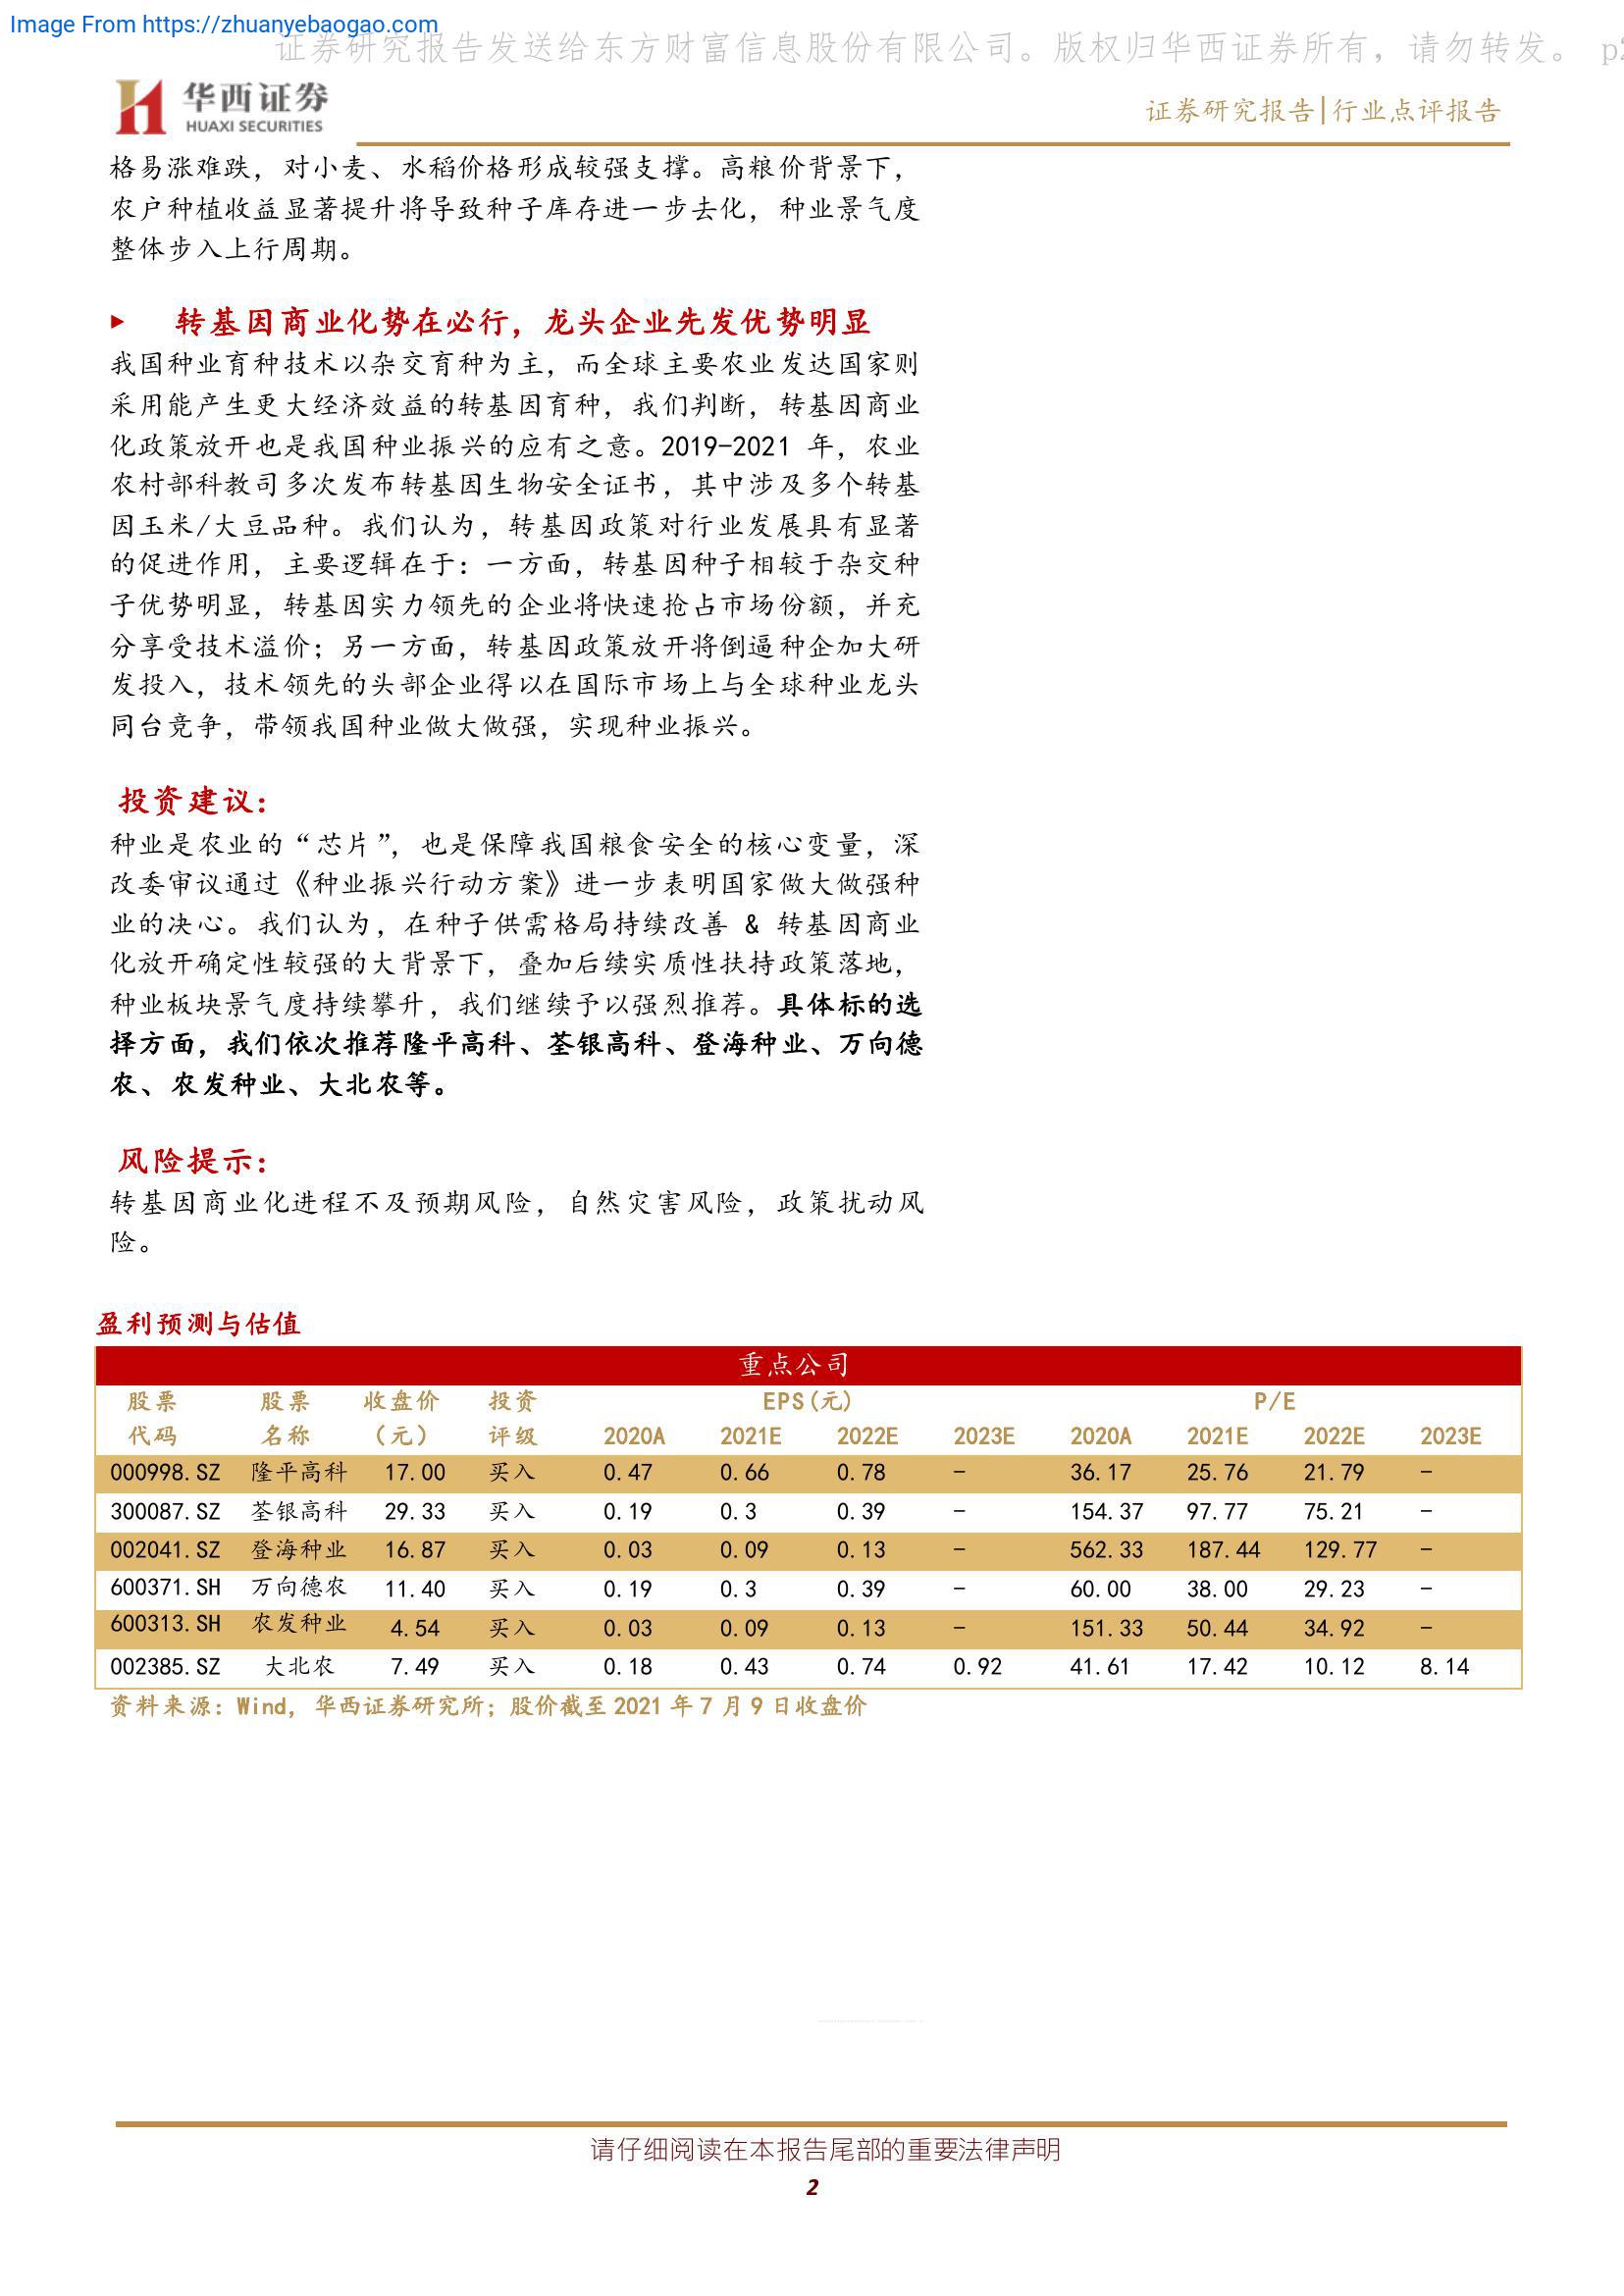 Image From https://zhuanyebaogao.com
证券研究报告发送给东方财富信息股份有限公司。版权归华西证券所有，请勿转发。 p2
华西证券
HUAXI SECURITIES
证券研究报告|行业点评报告
格易涨难跌，对小麦、水稻价格形成较强支撑。高粮价背景下，
农户种植收益显著提升将导致种子库存进一步去化，种业景气度
整体步入上行周期。
▶ 转基因商业化势在必行，龙头企业先发优势明显
我国种业育种技术以杂交育种为主，而全球主要农业发达国家则
采用能产生更大经济效益的转基因育种，我们判断，转基因商业
化政策放开也是我国种业振兴的应有之意。2019-2021 年，农业
农村部科教司多次发布转基因生物安全证书，其中涉及多个转基
因玉米/大豆品种。我们认为，转基因政策对行业发展具有显著
的促进作用，主要逻辑在于：一方面，转基因种子相较于杂交种
子优势明显，转基因实力领先的企业将快速抢占市场份额，并充
分享受技术溢价；另一方面，转基因政策放开将倒逼种企加大研
发投入，技术领先的头部企业得以在国际市场上与全球种业龙头
同台竞争，带领我国种业做大做强，实现种业振兴。
投资建议：
种业是农业的“芯片”，也是保障我国粮食安全的核心变量，深
改委审议通过《种业振兴行动方案》进一步表明国家做大做强种
业的决心。我们认为，在种子供需格局持续改善 & 转基因商业
化放开确定性较强的大背景下，叠加后续实质性扶持政策落地，
种业板块景气度持续攀升，我们继续予以强烈推荐。具体标的选
择方面，我们依次推荐隆平高科、荃银高科、登海种业、万向德
农、农发种业、大北农等。
风险提示：
转基因商业化进程不及预期风险，自然灾害风险，政策扰动风
险。
盈利预测与估值
重点公司
股票 股票 收盘价 投资 EPS(元) P/E
代码 名称 （元） 评级 2020A 2021E 2022E 2023E 2020A 2021E 2022E 2023E
000998.SZ 隆平高科 17.00 买入 0.47 0.66 0.78 - 36.17 25.76 21.79 -
300087.SZ 荃银高科 29.33 买入 0.19 0.3 0.39 - 154.37 97.77 75.21 -
002041.SZ 登海种业 16.87 买入 0.03 0.09 0.13 - 562.33 187.44 129.77 -
600371.SH 万向德农 11.40 买入 0.19 0.3 0.39 - 60.00 38.00 29.23 -
600313.SH 农发种业 4.54 买入 0.03 0.09 0.13 - 151.33 50.44 34.92 -
002385.SZ 大北农 7.49 买入 0.18 0.43 0.74 0.92 41.61 17.42 10.12 8.14
资料来源：Wind，华西证券研究所；股价截至 2021 年 7 月 9 日收盘价
请仔细阅读在本报告尾部的重要法律声明
2